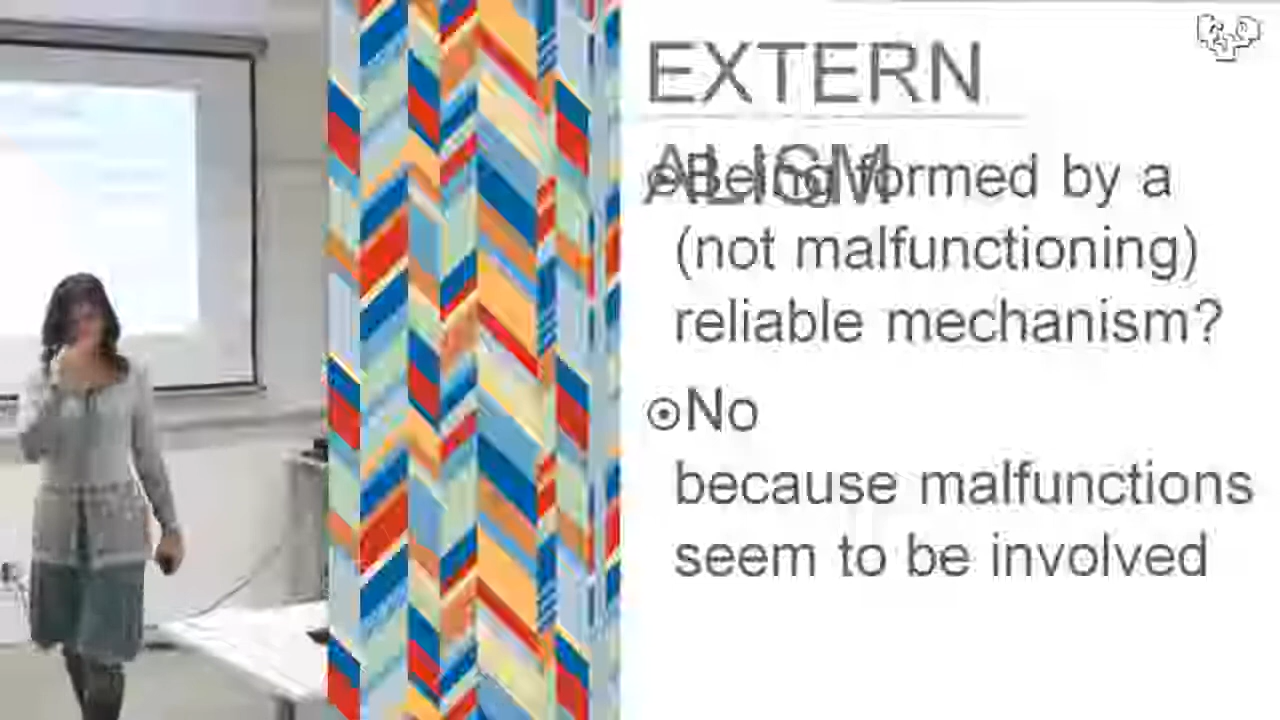 EXTERN
ALISM
Being formed by a
(not malfunctioning)
reliable mechanism?
No
because malfunctions
seem to be involved